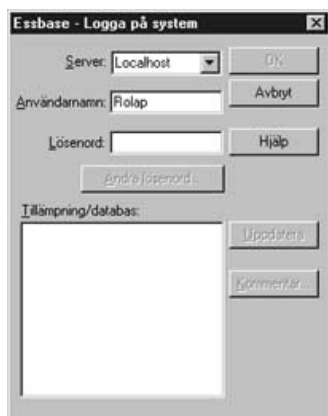 Essbase - Logga på system
Server: Localhost
OK
Användarnamn: Rolap
Avbryt
Lösenord:
Hjälp
Ändra lösenord...
Tillämpning/databas:
Uppdatera
Kommentar...